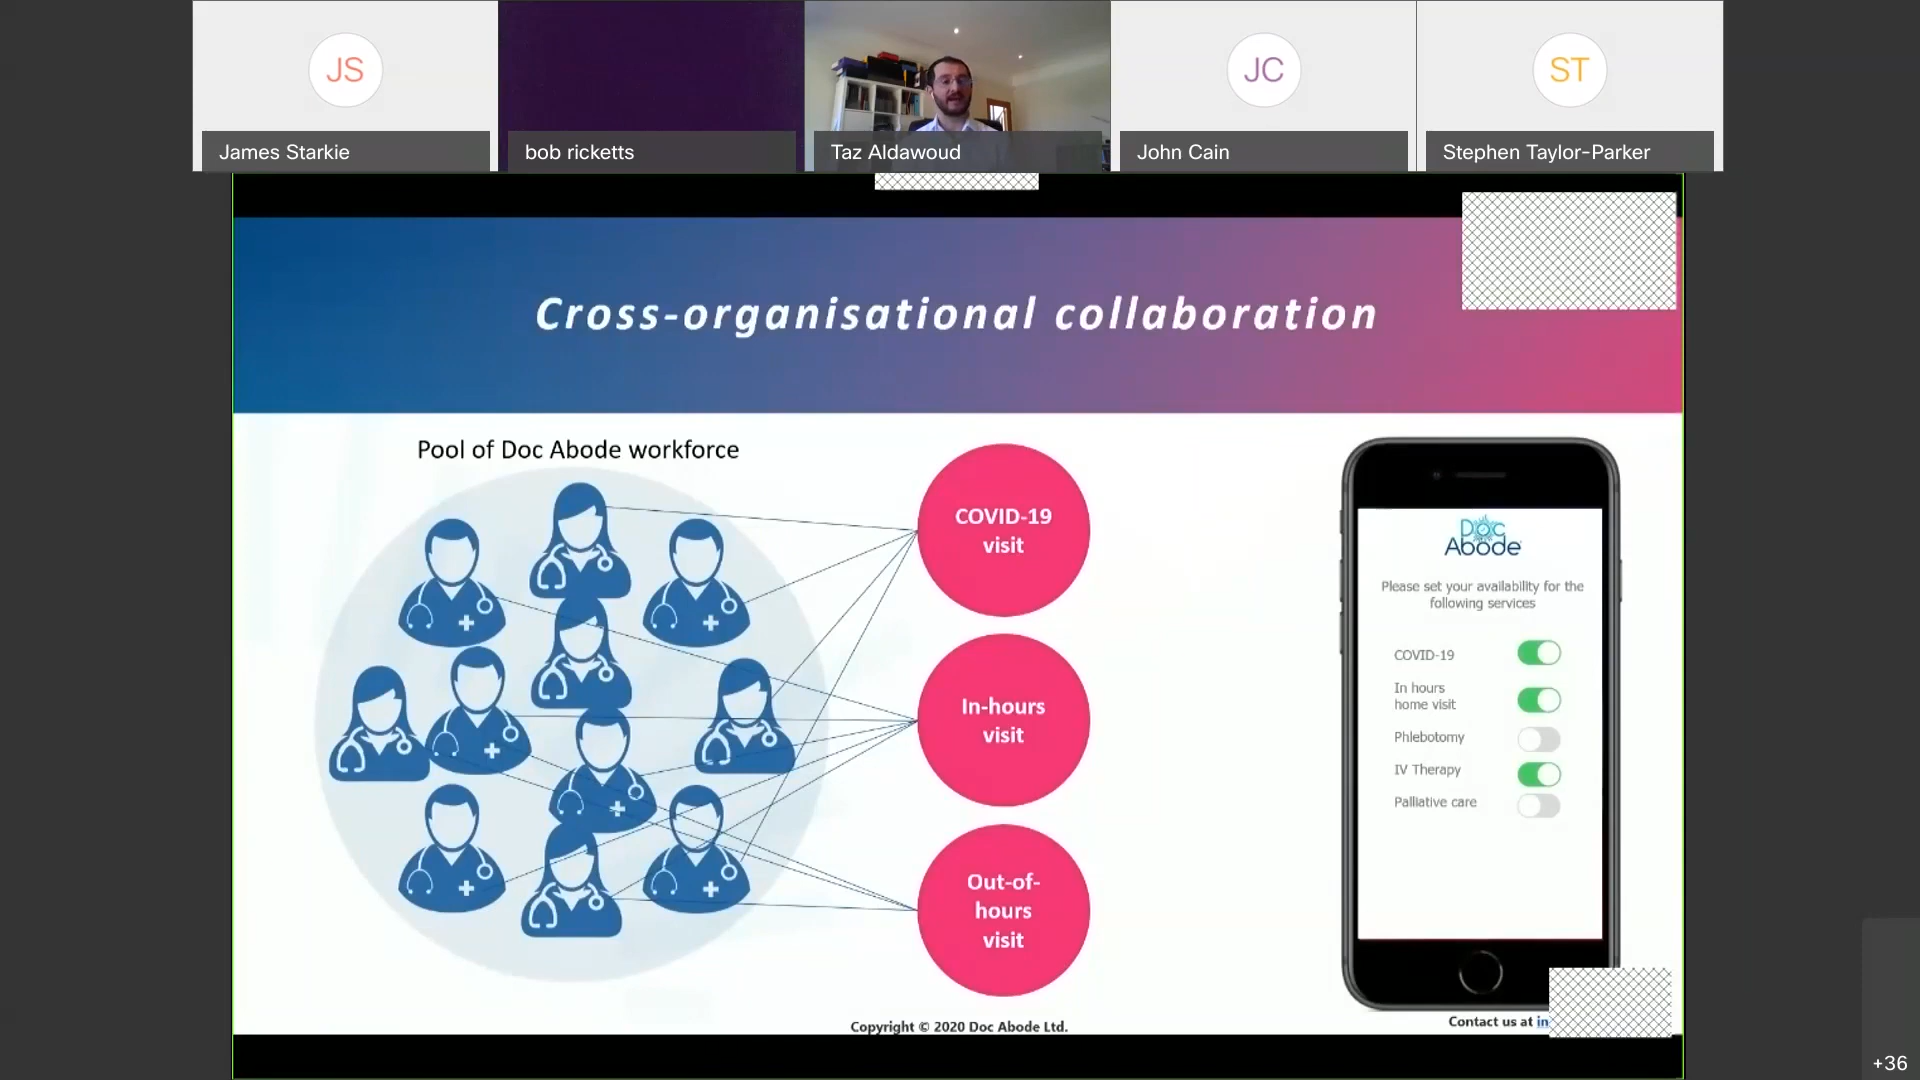 JS
James Starkie
bob ricketts
Taz Aldawoud
JC
John Cain
ST
Stephen Taylor-Parker
Cross-organisational collaboration
Pool of Doc Abode workforce
COVID-19
visit
In-hours
visit
Out-of-
hours
visit
Doc
Abode
Please set your availability for the
following services
COVID-19
In hours
home visit
Phlebotomy
IV Therapy
Palliative care
Copyright © 2020 Doc Abode Ltd.
Contact us at in
+36